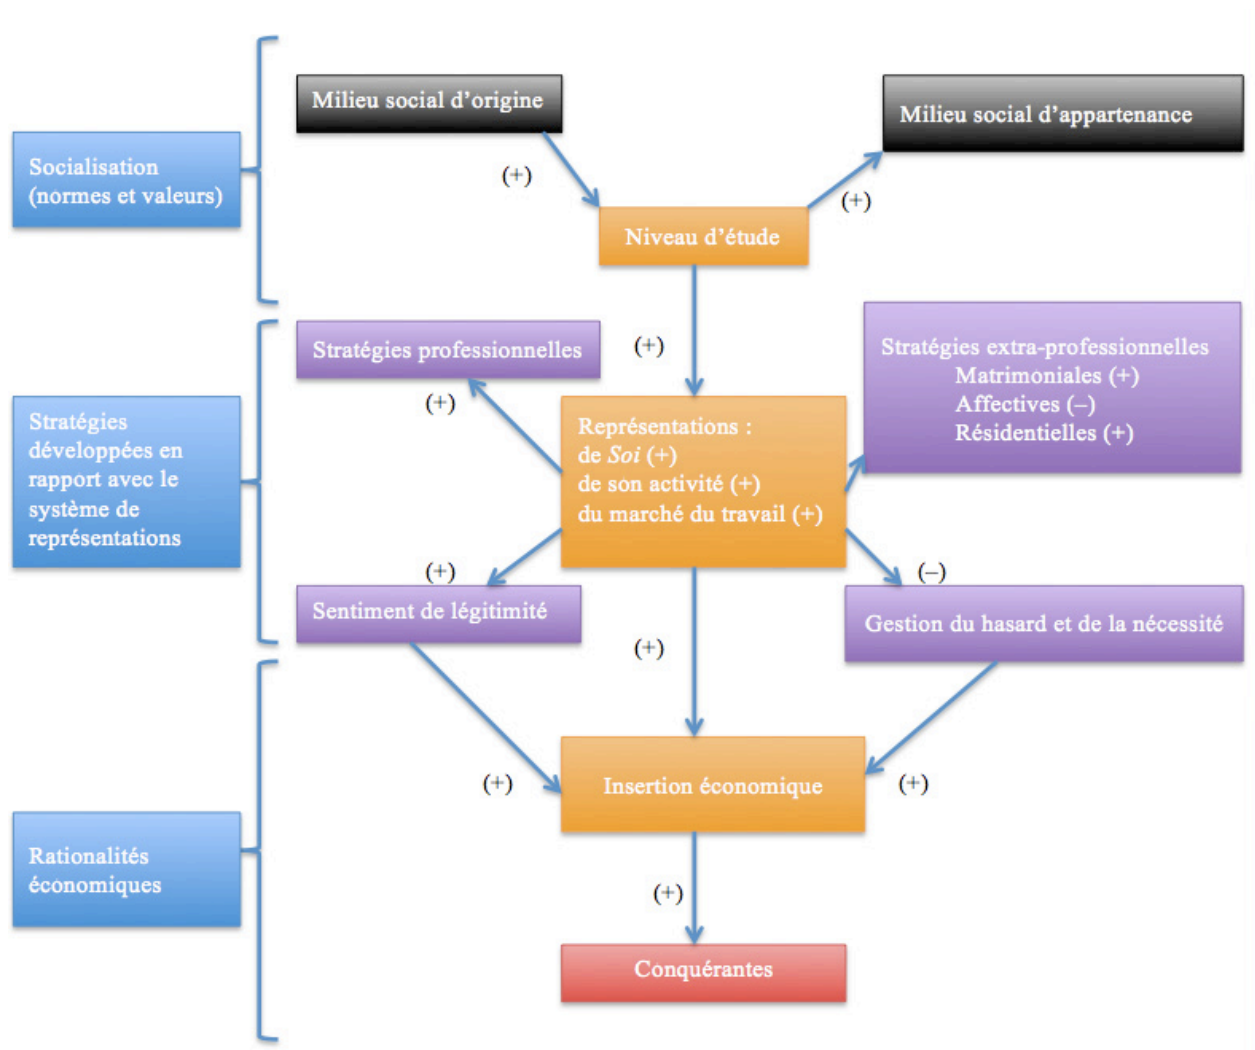 Milieu social d'origine
Milieu social d'appartenance
Socialisation
(normes et valeurs)
(+)
(+)
Niveau d'étude
Stratégies professionnelles
(+)
Stratégies extra-professionnelles
Matrimoniales (+)
Affectives (–)
Résidentielles (+)
(+)
Stratégies
développées en
rapport avec le
système de
représentations
Représentations :
de Soi (+)
de son activité (+)
du marché du travail (+)
(+)
(–)
Sentiment de légitimité
Gestion du hasard et de la nécessité
(+)
(+)
Insertion économique
(+)
Rationalités
économiques
(+)
Conquérantes